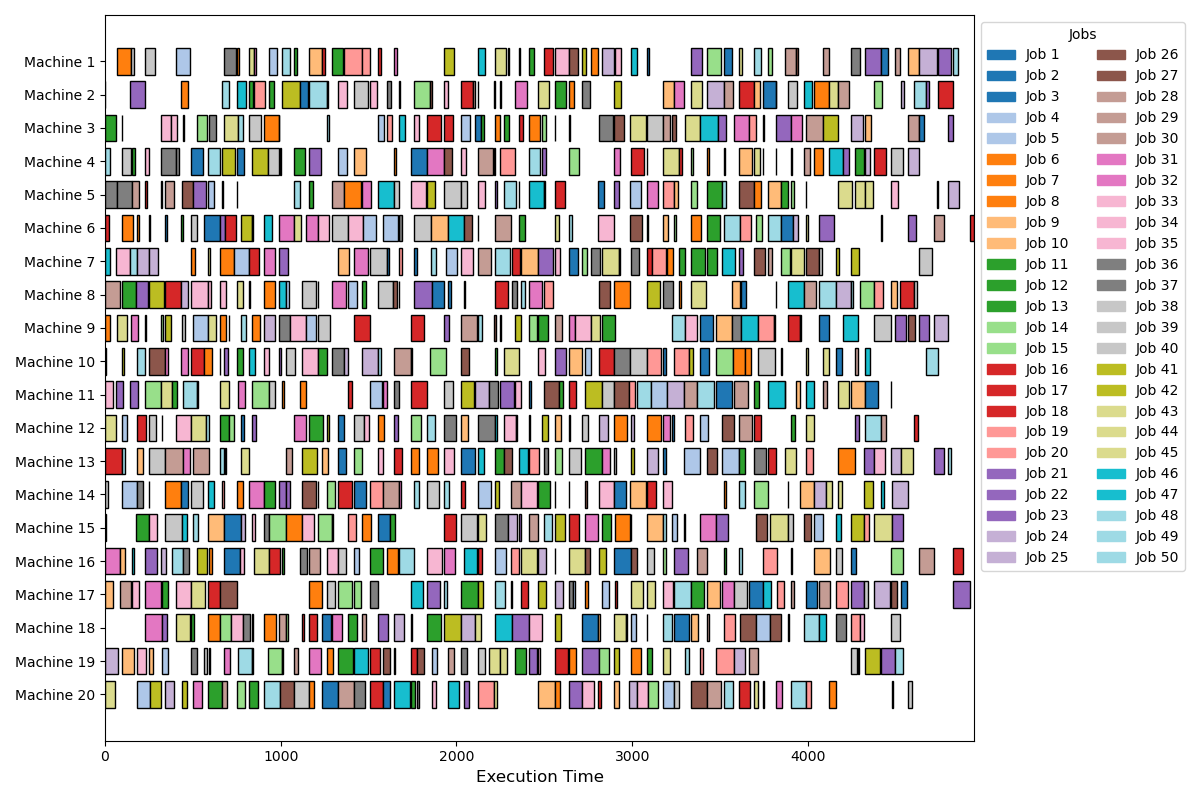 Machine 1
Machine 2
Machine 3
Machine 4
Machine 5
Machine 6
Machine 7
Machine 8
Machine 9
Machine 10
Machine 11
Machine 12
Machine 13
Machine 14
Machine 15
Machine 16
Machine 17
Machine 18
Machine 19
Machine 20
0 1000 2000 3000 4000
Execution Time
Jobs
Job 1 Job 26
Job 2 Job 27
Job 3 Job 28
Job 4 Job 29
Job 5 Job 30
Job 6 Job 31
Job 7 Job 32
Job 8 Job 33
Job 9 Job 34
Job 10 Job 35
Job 11 Job 36
Job 12 Job 37
Job 13 Job 38
Job 14 Job 39
Job 15 Job 40
Job 16 Job 41
Job 17 Job 42
Job 18 Job 43
Job 19 Job 44
Job 20 Job 45
Job 21 Job 46
Job 22 Job 47
Job 23 Job 48
Job 24 Job 49
Job 25 Job 50